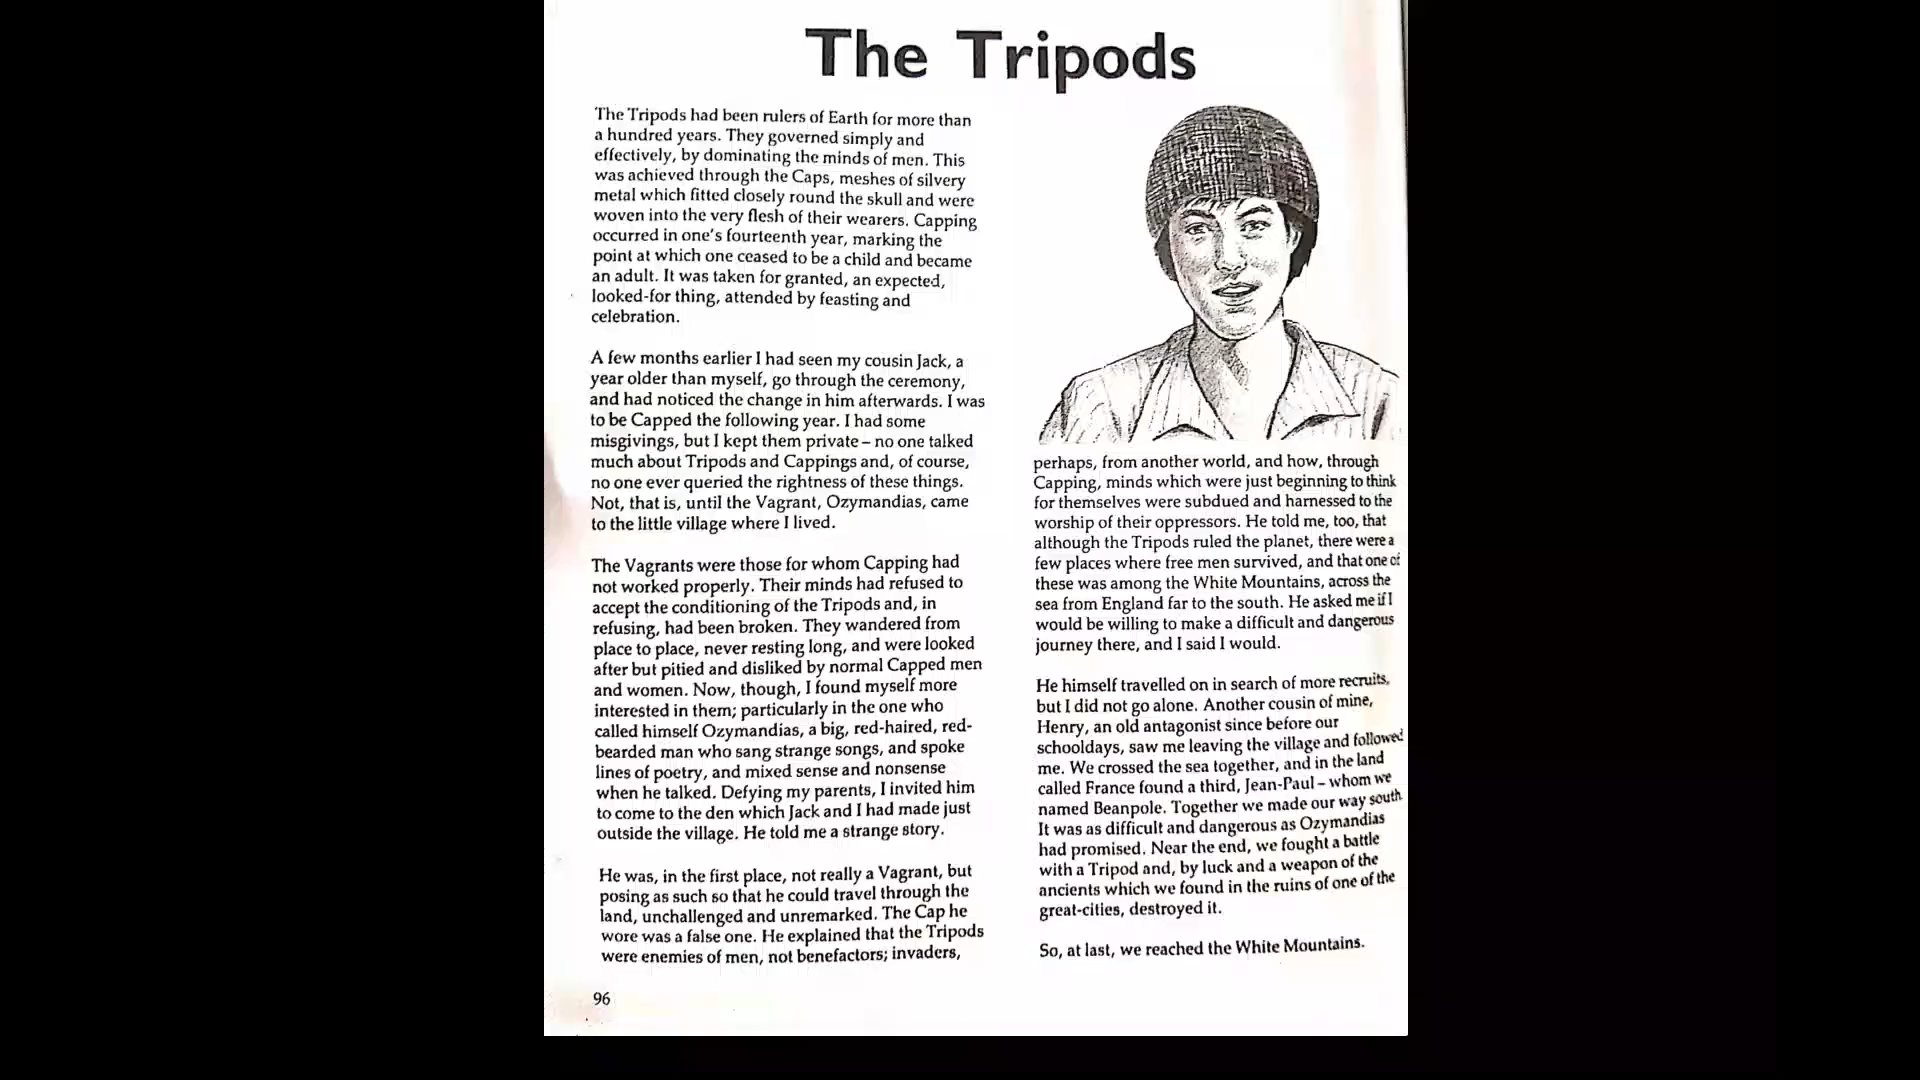 The Tripods
The Tripods had been rulers of Earth for more than
a hundred years. They governed simply and
effectively, by dominating the minds of men. This
was achieved through the Caps, meshes of silvery
metal which fitted closely round the skull and were
woven into the very flesh of their wearers. Capping
occurred in one's fourteenth year, marking the
point at which one ceased to be a child and became
an adult. It was taken for granted, an expected,
looked-for thing, attended by feasting and
celebration.
A few months earlier I had seen my cousin Jack, a
year older than myself, go through the ceremony,
and had noticed the change in him afterwards. I was
to be Capped the following year. I had some
misgivings, but I kept them private – no one talked
much about Tripods and Cappings and, of course,
no one ever queried the rightness of these things.
Not, that is, until the Vagrant, Ozymandias, came
to the little village where I lived.
The Vagrants were those for whom Capping had
not worked properly. Their minds had refused to
accept the conditioning of the Tripods and, in
refusing, had been broken. They wandered from
place to place, never resting long, and were looked
after but pitied and disliked by normal Capped men
and women. Now, though, I found myself more
interested in them; particularly in the one who
called himself Ozymandias, a big, red-haired, red-
bearded man who sang strange songs, and spoke
lines of poetry, and mixed sense and nonsense
when he talked. Defying my parents, I invited him
to come to the den which Jack and I had made just
outside the village. He told me a strange story.
He was, in the first place, not really a Vagrant, but
posing as such so that he could travel through the
land, unchallenged and unremarked. The Cap he
wore was a false one. He explained that the Tripods
were enemies of men, not benefactors; invaders,
96
perhaps, from another world, and how, through
Capping, minds which were just beginning to think
for themselves were subdued and harnessed to the
worship of their oppressors. He told me, too, that
although the Tripods ruled the planet, there were a
few places where free men survived, and that one of
these was among the White Mountains, across the
sea from England far to the south. He asked me if I
would be willing to make a difficult and dangerous
journey there, and I said I would.
He himself travelled on in search of more recruits,
but I did not go alone. Another cousin of mine,
Henry, an old antagonist since before our
schooldays, saw me leaving the village and followed
me. We crossed the sea together, and in the land
called France found a third, Jean-Paul – whom we
named Beanpole. Together we made our way south
It was as difficult and dangerous as Ozymandias
had promised. Near the end, we fought a battle
with a Tripod and, by luck and a weapon of the
ancients which we found in the ruins of one of the
great-cities, destroyed it.
So, at last, we reached the White Mountains.